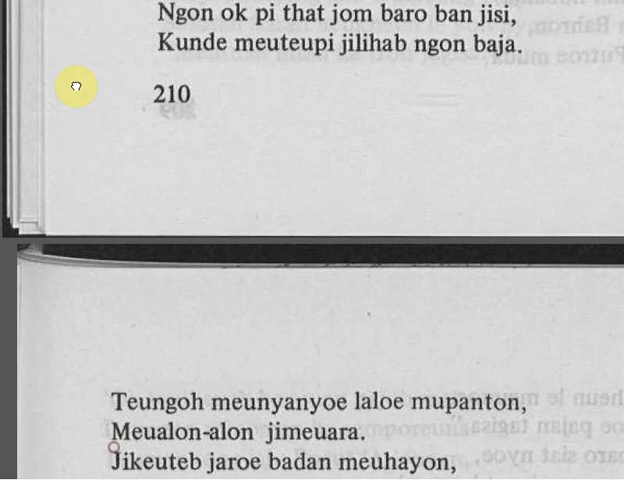 Ngon ok pi that jom baro ban jisi,
Kunde meuteupi jilihab ngon baja.
210
Teungoh meunyanyoe laloe mupanton,
Meualon-alon jimeuara.
Jikeuteb jaroe badan meuhayon,